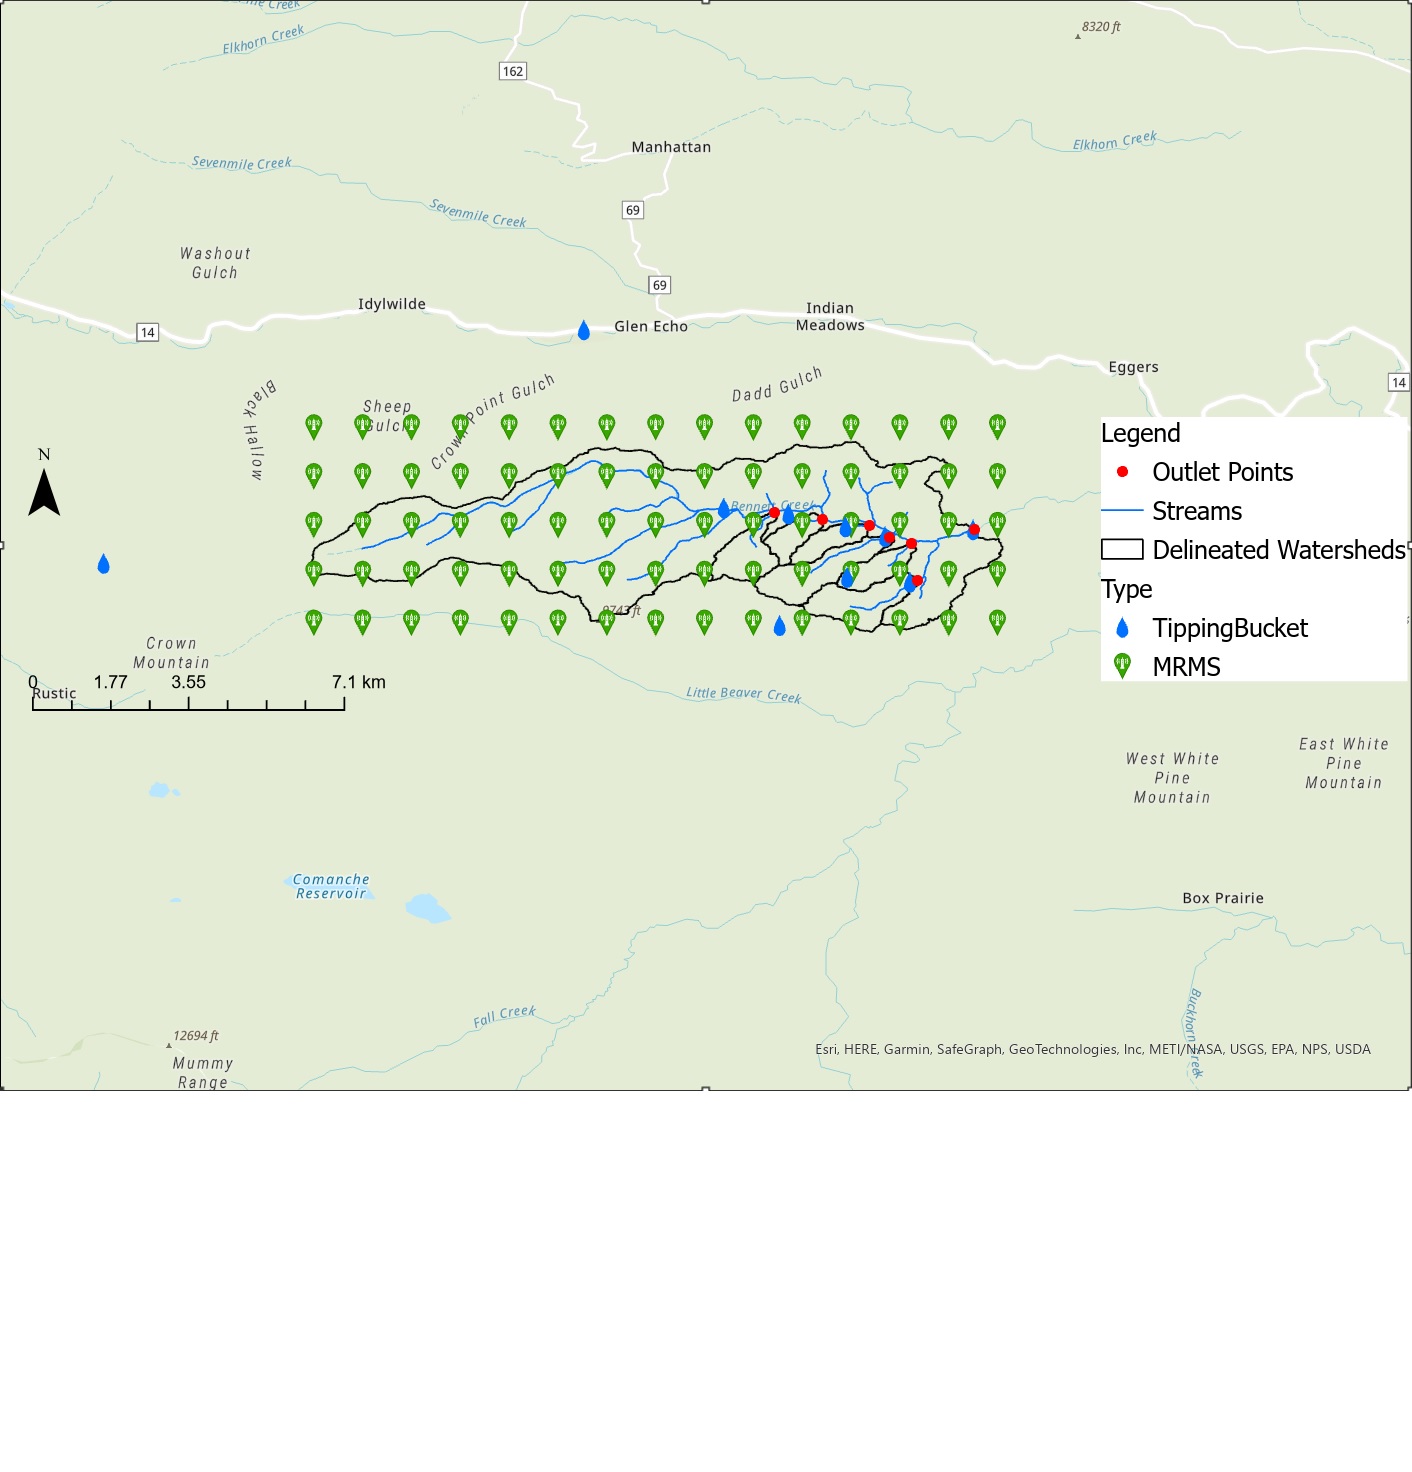 mile Creek
Elkhorn Creek
8320 ft
162
Elkhorn Creek
Manhattan
Sevenmile Creek
69
Sevenmile Creek
Washout
Gulch
69
Idylwilde
Indian
Meadows
Glen Echo
14
Eggers
14
Black Hallow
Sheep
Gulch
Crown Point Gulch
Dadd Gulch
Legend
Outlet Points
Streams
Delineated Watersheds
Type
TippingBucket
MRMS
N
Bennett Creek
9743 ft
Crown
Mountain
0 1.77 3.55 7.1 km
Rustic
Little Beaver Creek
West White
Pine
Mountain
East White
Pine
Mountain
Comanche
Reservoir
Box Prairie
Fall Creek
Buckhorn Creek
12694 ft
Mummy
Range
Esri, HERE, Garmin, SafeGraph, GeoTechnologies, Inc, METI/NASA, USGS, EPA, NPS, USDA